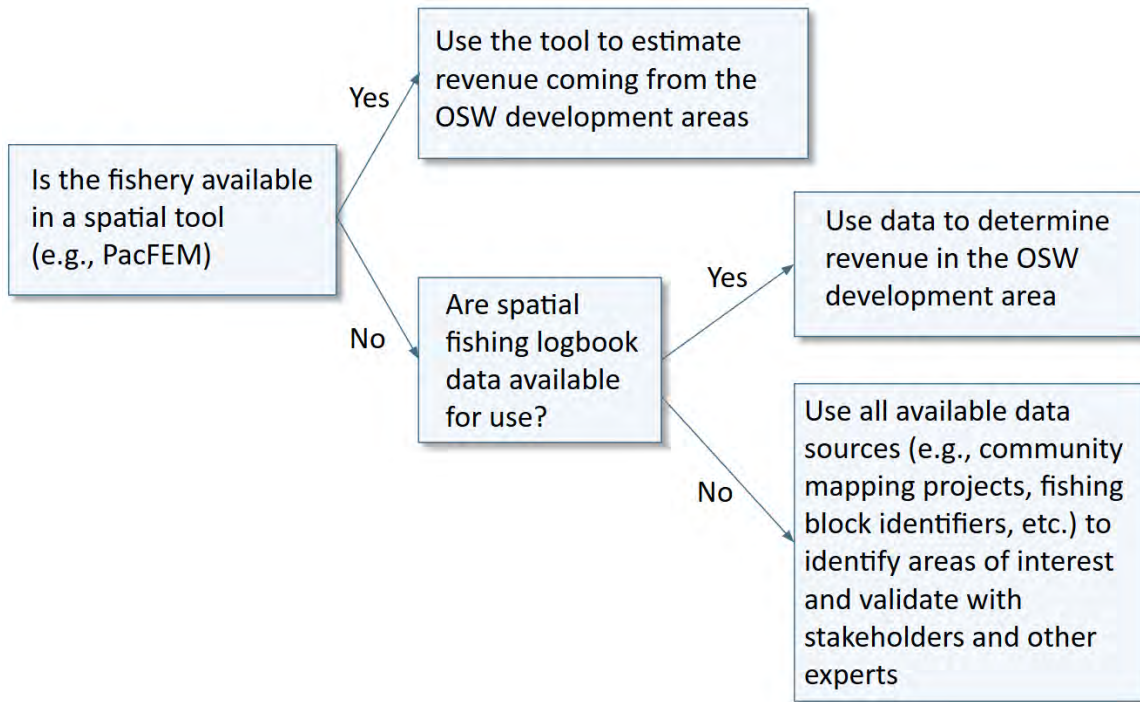 Is the fishery available
in a spatial tool
(e.g., PacFEM)
Yes
Use the tool to estimate
revenue coming from the
OSW development areas
No
Are spatial
fishing logbook
data available
for use?
Yes
Use data to determine
revenue in the OSW
development area
No
Use all available data
sources (e.g., community
mapping projects, fishing
block identifiers, etc.) to
identify areas of interest
and validate with
stakeholders and other
experts